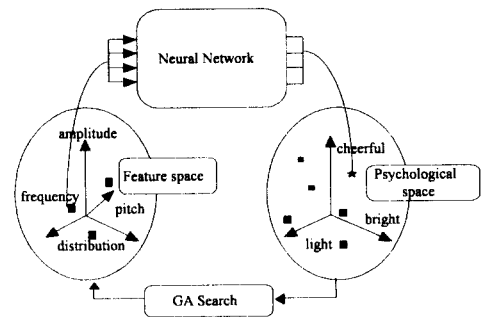 Neural Network
amplitude
Feature space
frequency
pitch
distribution
cheerful
Psychological
space
bright
light
GA Search